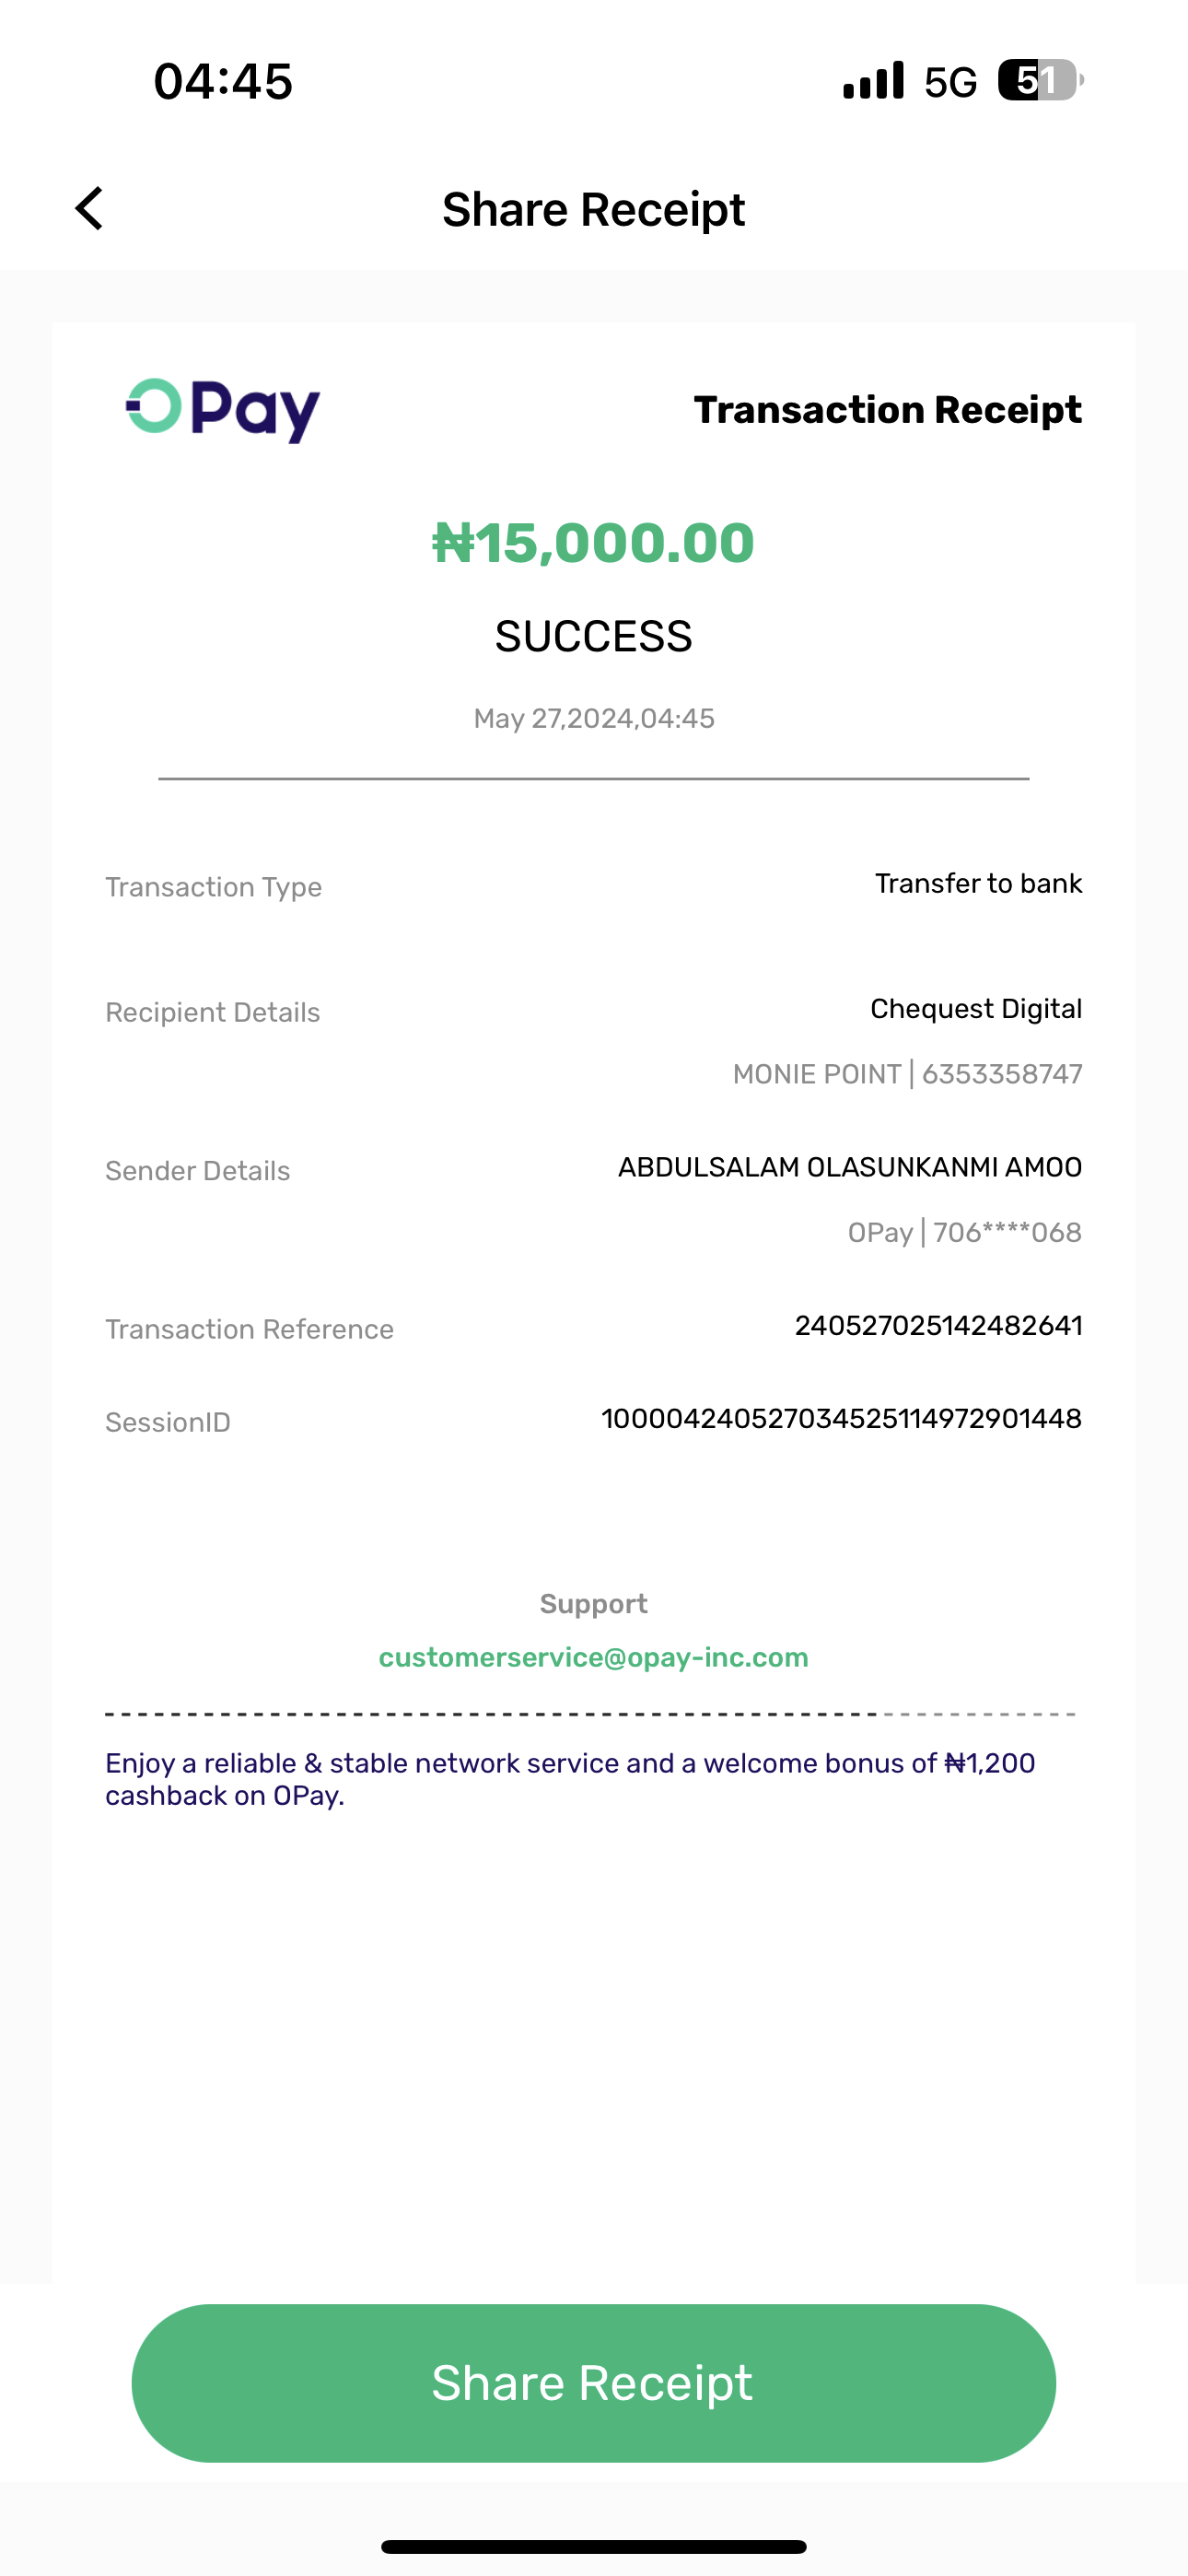 04:45 5G 51
Share Receipt
OPay Transaction Receipt
₦15,000.00
SUCCESS
May 27,2024,04:45
Transaction Type Transfer to bank
Recipient Details Chequest Digital
MONIE POINT | 6353358747
Sender Details ABDULSALAM OLASUNKANMI AMOO
OPay | 706****068
Transaction Reference 240527025142482641
SessionID 100004240527034525114972901448
Support
customerservice@opay-inc.com
Enjoy a reliable & stable network service and a welcome bonus of ₦1,200
cashback on OPay.
Share Receipt